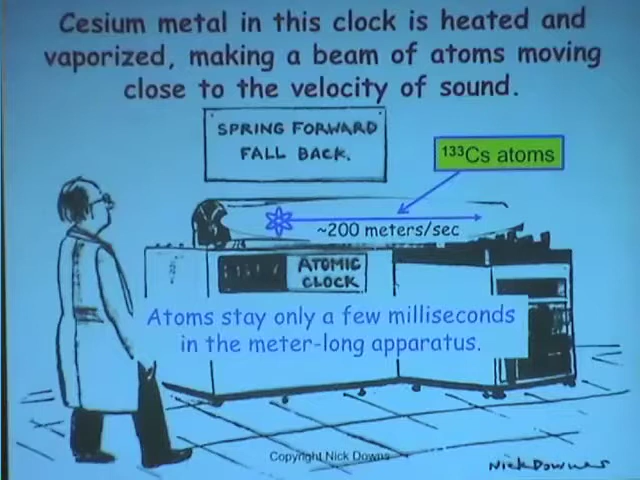 Cesium metal in this clock is heated and
vaporized, making a beam of atoms moving
close to the velocity of sound.
SPRING FORWARD
FALL BACK.
133Cs atoms
~200 meters/sec
ATOMIC
CLOCK
Atoms stay only a few milliseconds
in the meter-long apparatus.
Copyright Nick Downs
Nick Downes